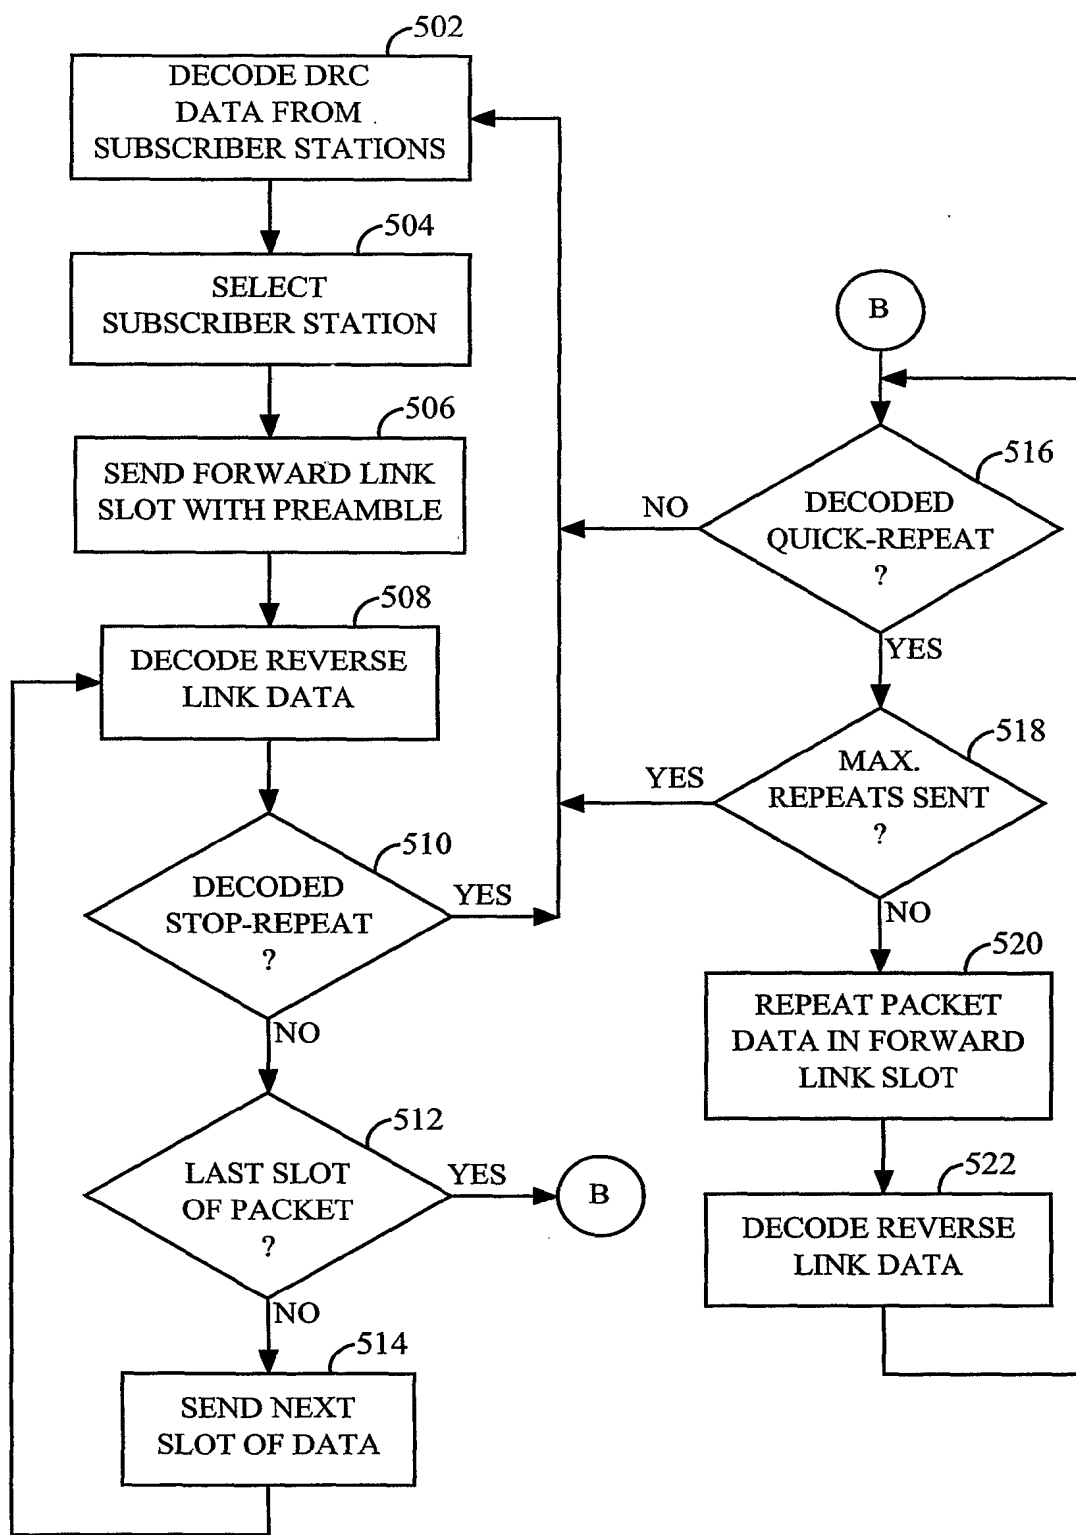 502
DECODE DRC
DATA FROM
SUBSCRIBER STATIONS
504
SELECT
SUBSCRIBER STATION
506
SEND FORWARD LINK
SLOT WITH PREAMBLE
508
DECODE REVERSE
LINK DATA
510
DECODED
STOP-REPEAT
?
YES
NO
512
LAST SLOT
OF PACKET
?
YES
B
NO
514
SEND NEXT
SLOT OF DATA
B
516
DECODED
QUICK-REPEAT
?
NO
YES
518
MAX.
REPEATS SENT
?
YES
NO
520
REPEAT PACKET
DATA IN FORWARD
LINK SLOT
522
DECODE REVERSE
LINK DATA